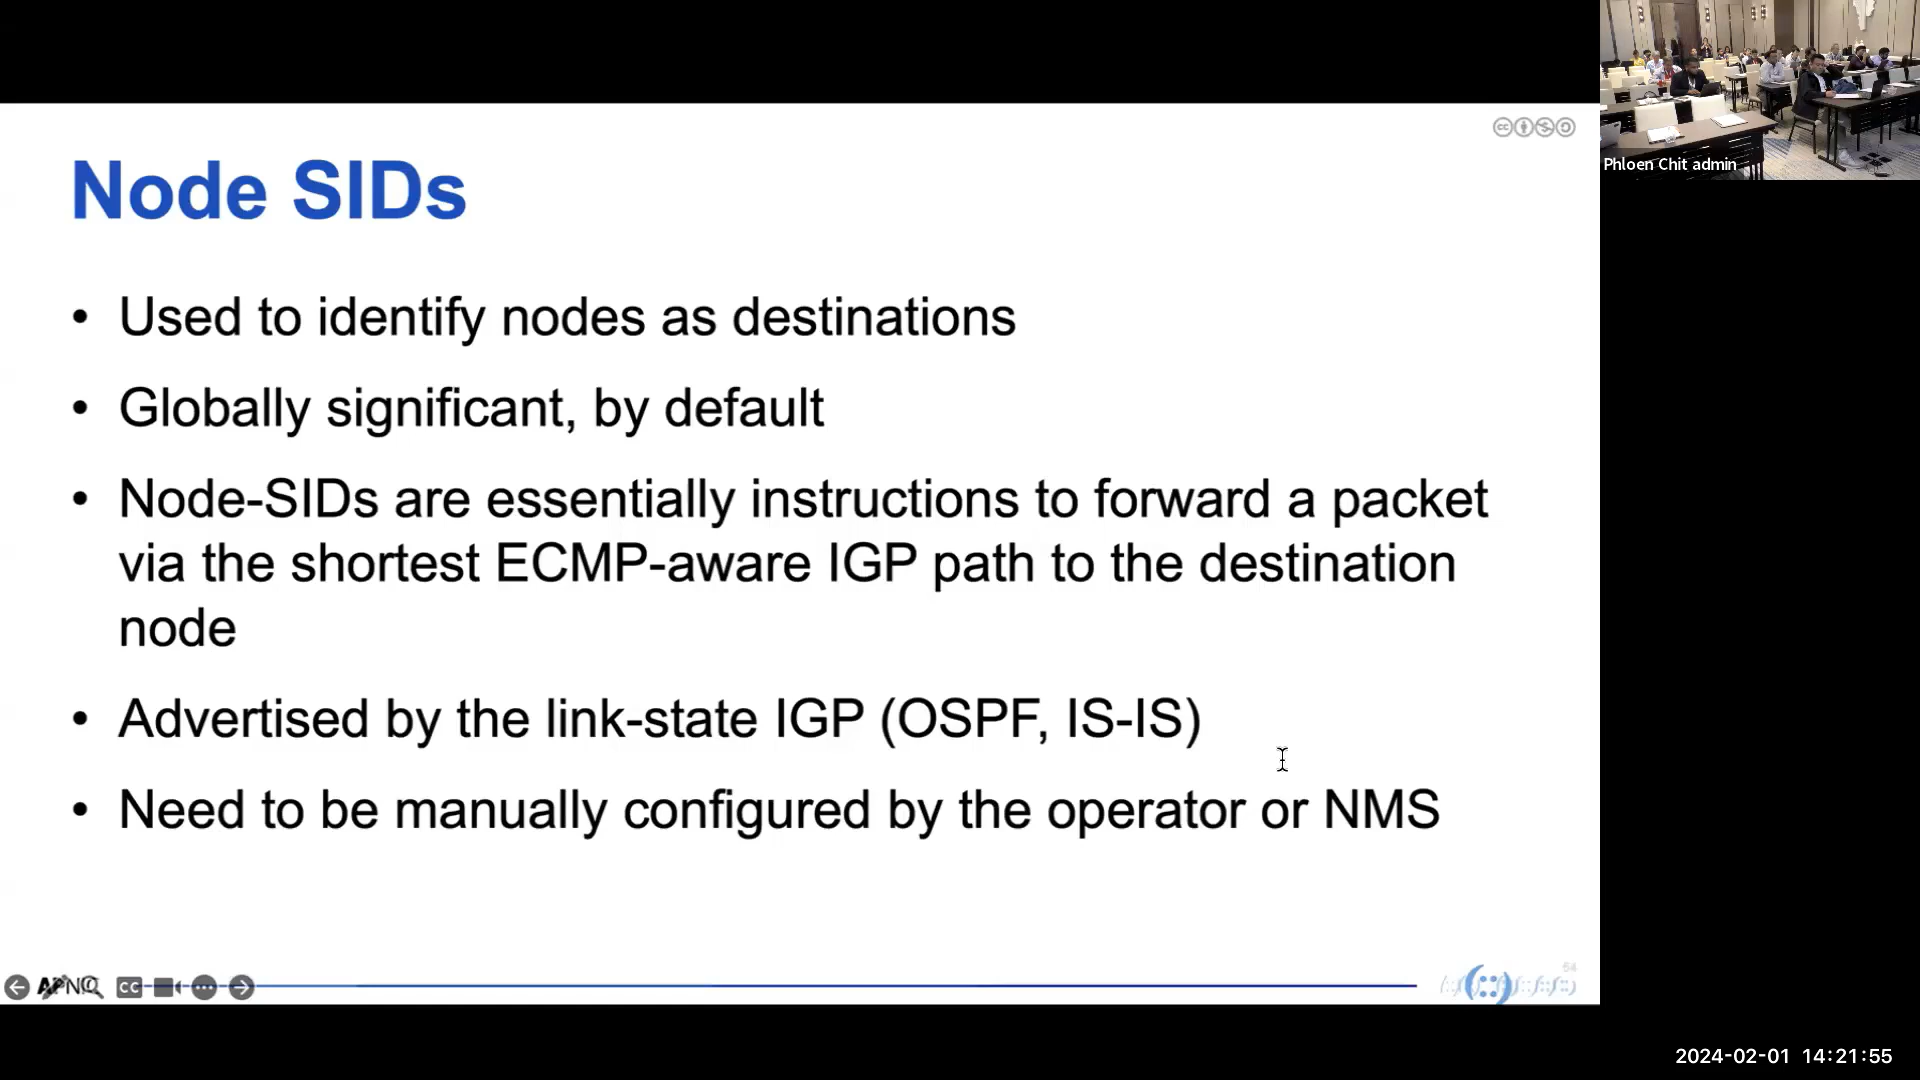 Node SIDs
• Used to identify nodes as destinations
• Globally significant, by default
• Node-SIDs are essentially instructions to forward a packet
via the shortest ECMP-aware IGP path to the destination
node
• Advertised by the link-state IGP (OSPF, IS-IS)
• Need to be manually configured by the operator or NMS
APNIC
CC
54
Phloen Chit admin
2024-02-01 14:21:55